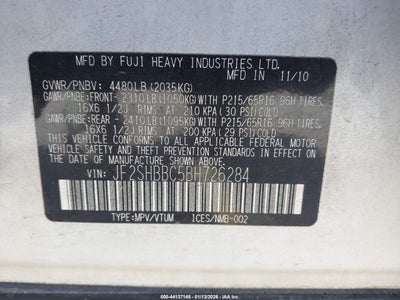 MFD BY FUJI HEAVY INDUSTRIES LTD.
MFD IN 11/10
GVWR/PNBV: 4480LB (2035KG)
GAWR/PNBE: FRONT- 2310LB (1050KG) WITH P215/65R16 96H TIRES,
16X6 1/2J RIMS AT 210 KPA (30 PSI) COLD
GAWR/PNBE: REAR - 2410LB (1095KG) WITH P215/65R16 96H TIRES,
16X6 1/2J RIMS AT 200 KPA (29 PSI) COLD
THIS VEHICLE CONFORMS TO ALL APPLICABLE FEDERAL MOTOR
VEHICLE SAFETY AND THEFT PREVENTION STANDARDS IN EFFECT
ON THE DATE OF MANUFACTURE SHOWN ABOVE.
VIN: JF2SHBBC5BH726284
TYPE:MPV/VTUM ICES/NMB-002
000-44137148 - 01/13/2026 - IAA Inc.